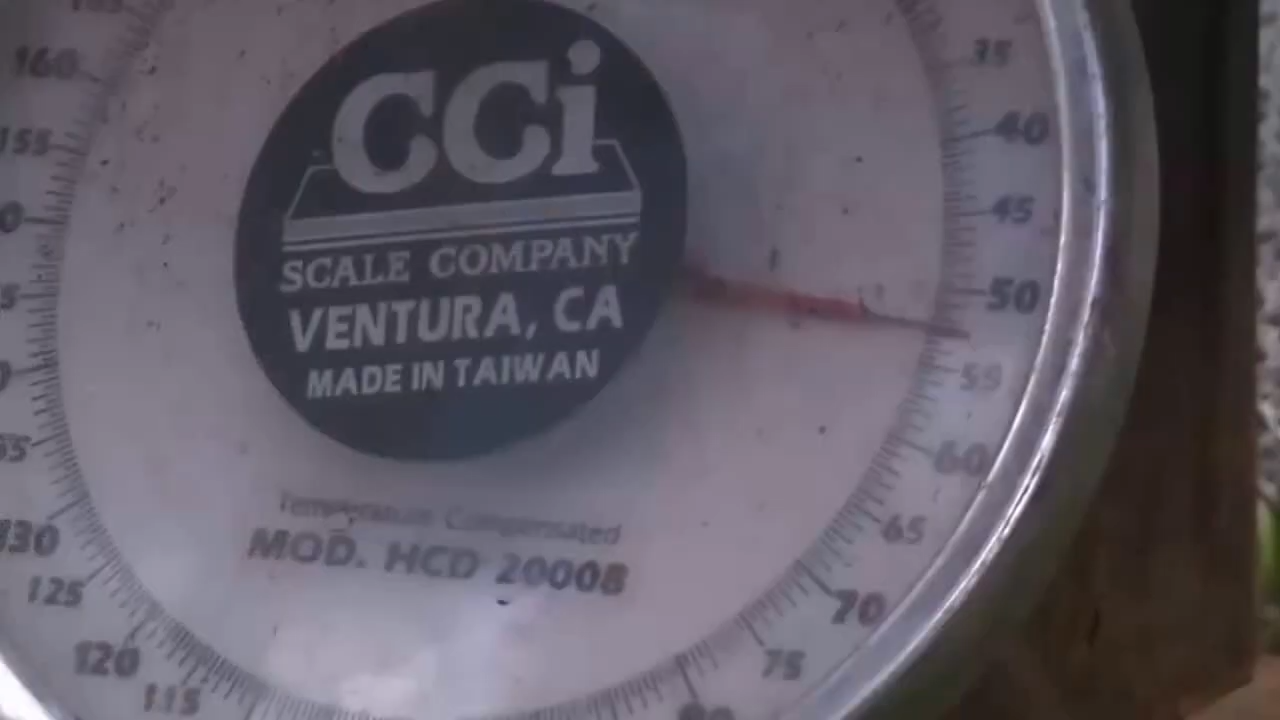 CCi
SCALE COMPANY
VENTURA, CA
MADE IN TAIWAN
Temperature Compensated
MOD. HCD 20008
35
40
45
50
55
60
65
70
75
115
120
125
130
155
160